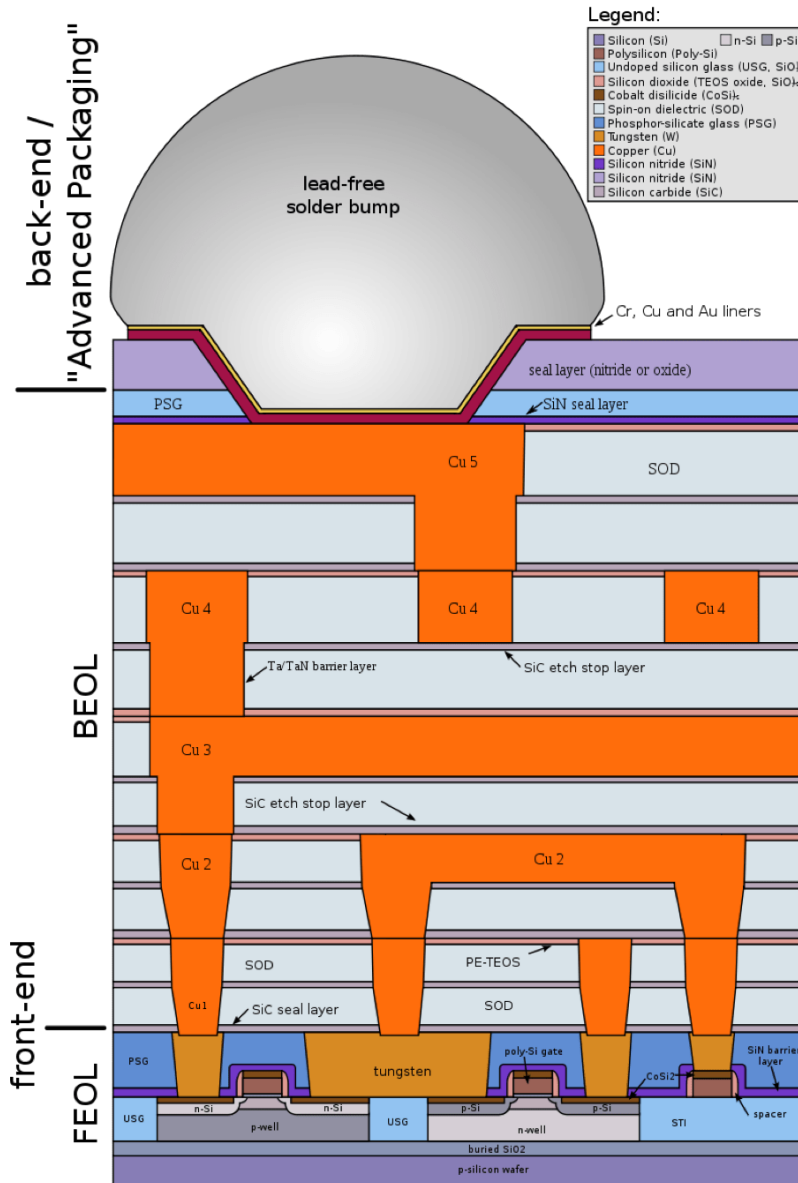 Legend:
Silicon (Si)
n-Si
p-Si
Polysilicon (Poly-Si)
Undoped silicon glass (USG, SiO)
Silicon dioxide (TEOS oxide, SiO)₂
Cobalt disilicide (CoSi)₂
Spin-on dielectric (SOD)
Phosphor-silicate glass (PSG)
Tungsten (W)
Copper (Cu)
Silicon nitride (SiN)
Silicon nitride (SiN)
Silicon carbide (SiC)
back-end /
"Advanced Packaging"
lead-free
solder bump
Cr, Cu and Au liners
seal layer (nitride or oxide)
PSG
SiN seal layer
Cu 5
SOD
Cu 4
Cu 4
Cu 4
Ta/TaN barrier layer
SiC etch stop layer
BEOL
Cu 3
SiC etch stop layer
Cu 2
Cu 2
front-end
SOD
PE-TEOS
Cu 1
SiC seal layer
SOD
FEOL
PSG
tungsten
poly-Si gate
SiN barrier
layer
CoSi2
n-Si
n-Si
p-Si
p-Si
spacer
USG
p-well
USG
n-well
STI
buried SiO2
p-silicon wafer